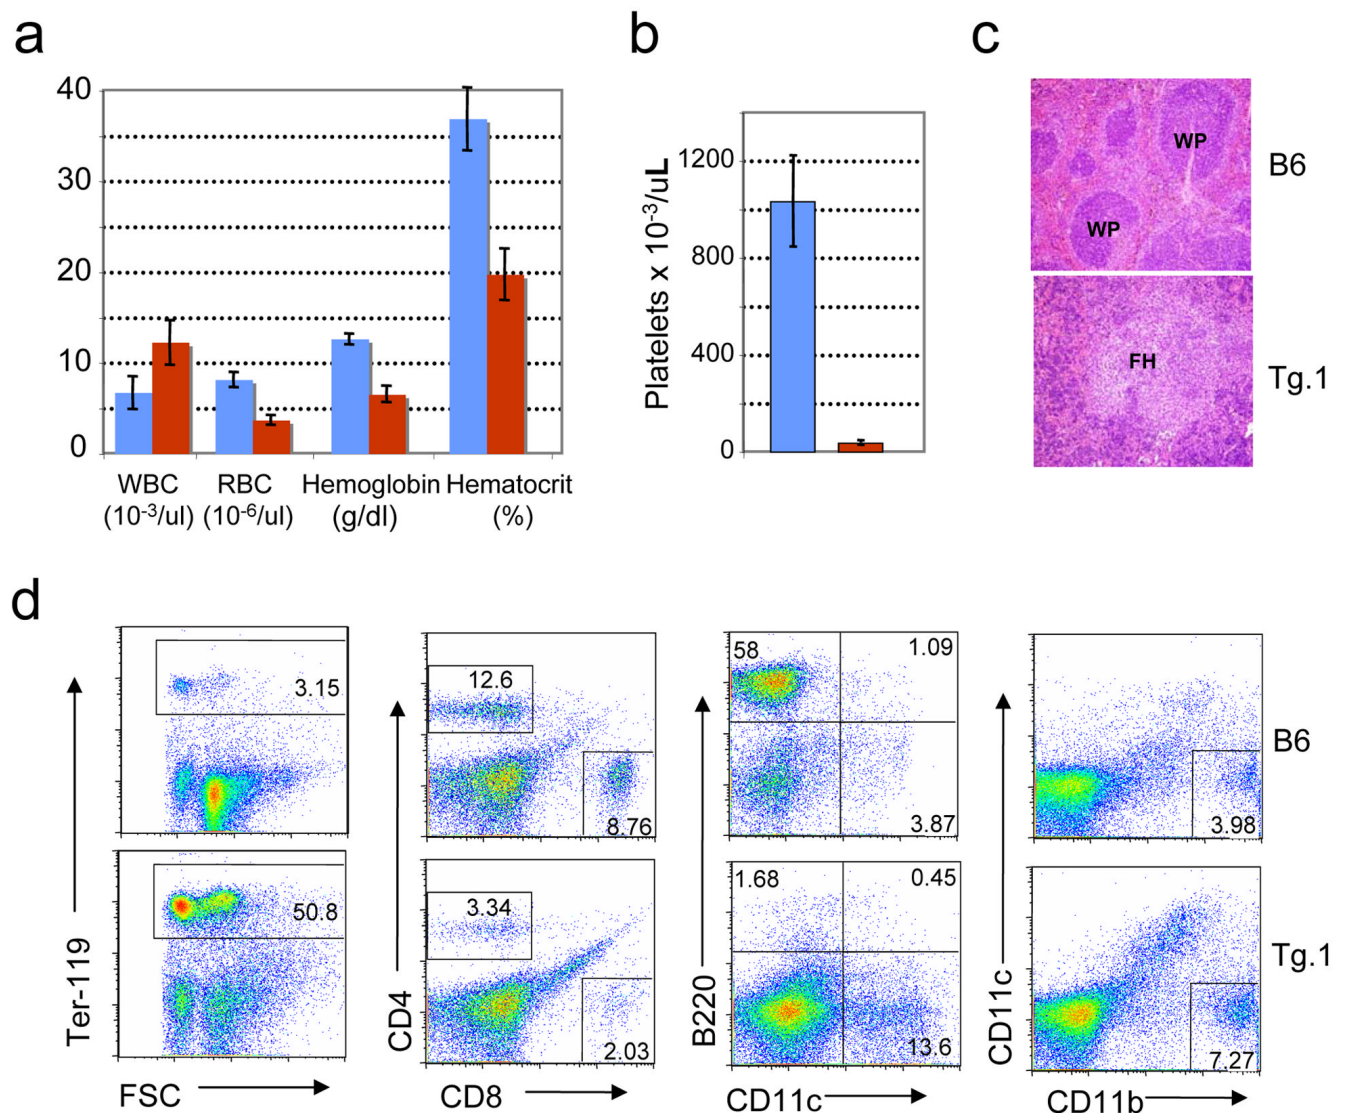 a
b
c
40
30
20
10
0
WBC RBC Hemoglobin Hematocrit
(10-3/ul) (10-6/ul) (g/dl) (%)
Platelets x 10-3/uL
1200
800
400
0
WP
WP
B6
FH
Tg.1
d
3.15
12.6
8.76
58
1.09
3.87
3.98
B6
50.8
3.34
2.03
1.68
0.45
13.6
7.27
Tg.1
Ter-119
FSC
CD4
CD8
B220
CD11c
CD11c
CD11b